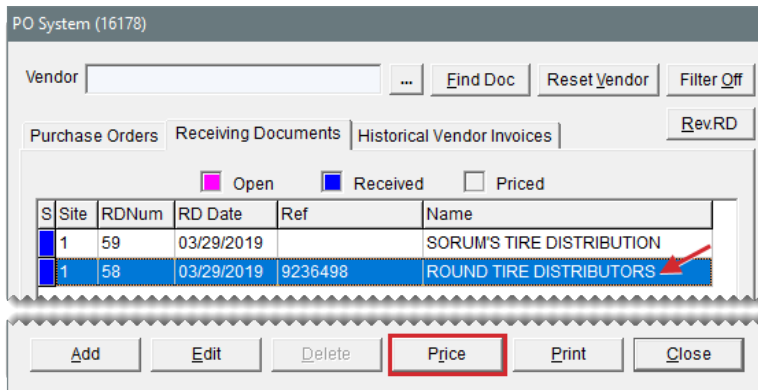 PO System (16178)
Vendor ... Find Doc Reset Vendor Filter Off
Rev.RD
Purchase Orders Receiving Documents Historical Vendor Invoices
Open Received Priced
S Site RDNum RD Date Ref Name
1 59 03/29/2019 SORUM'S TIRE DISTRIBUTION
1 58 03/29/2019 9236498 ROUND TIRE DISTRIBUTORS
Add Edit Delete Price Print Close